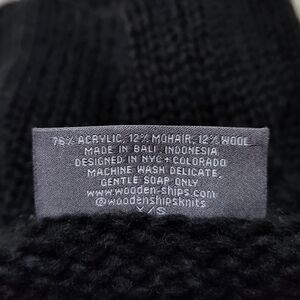 76% ACRYLIC, 12% MOHAIR, 12% WOOL
MADE IN BALI, INDONESIA
DESIGNED IN NYC + COLORADO
MACHINE WASH DELICATE,
GENTLE SOAP ONLY
www.wooden-ships.com
@woodenshipsknits
X/S